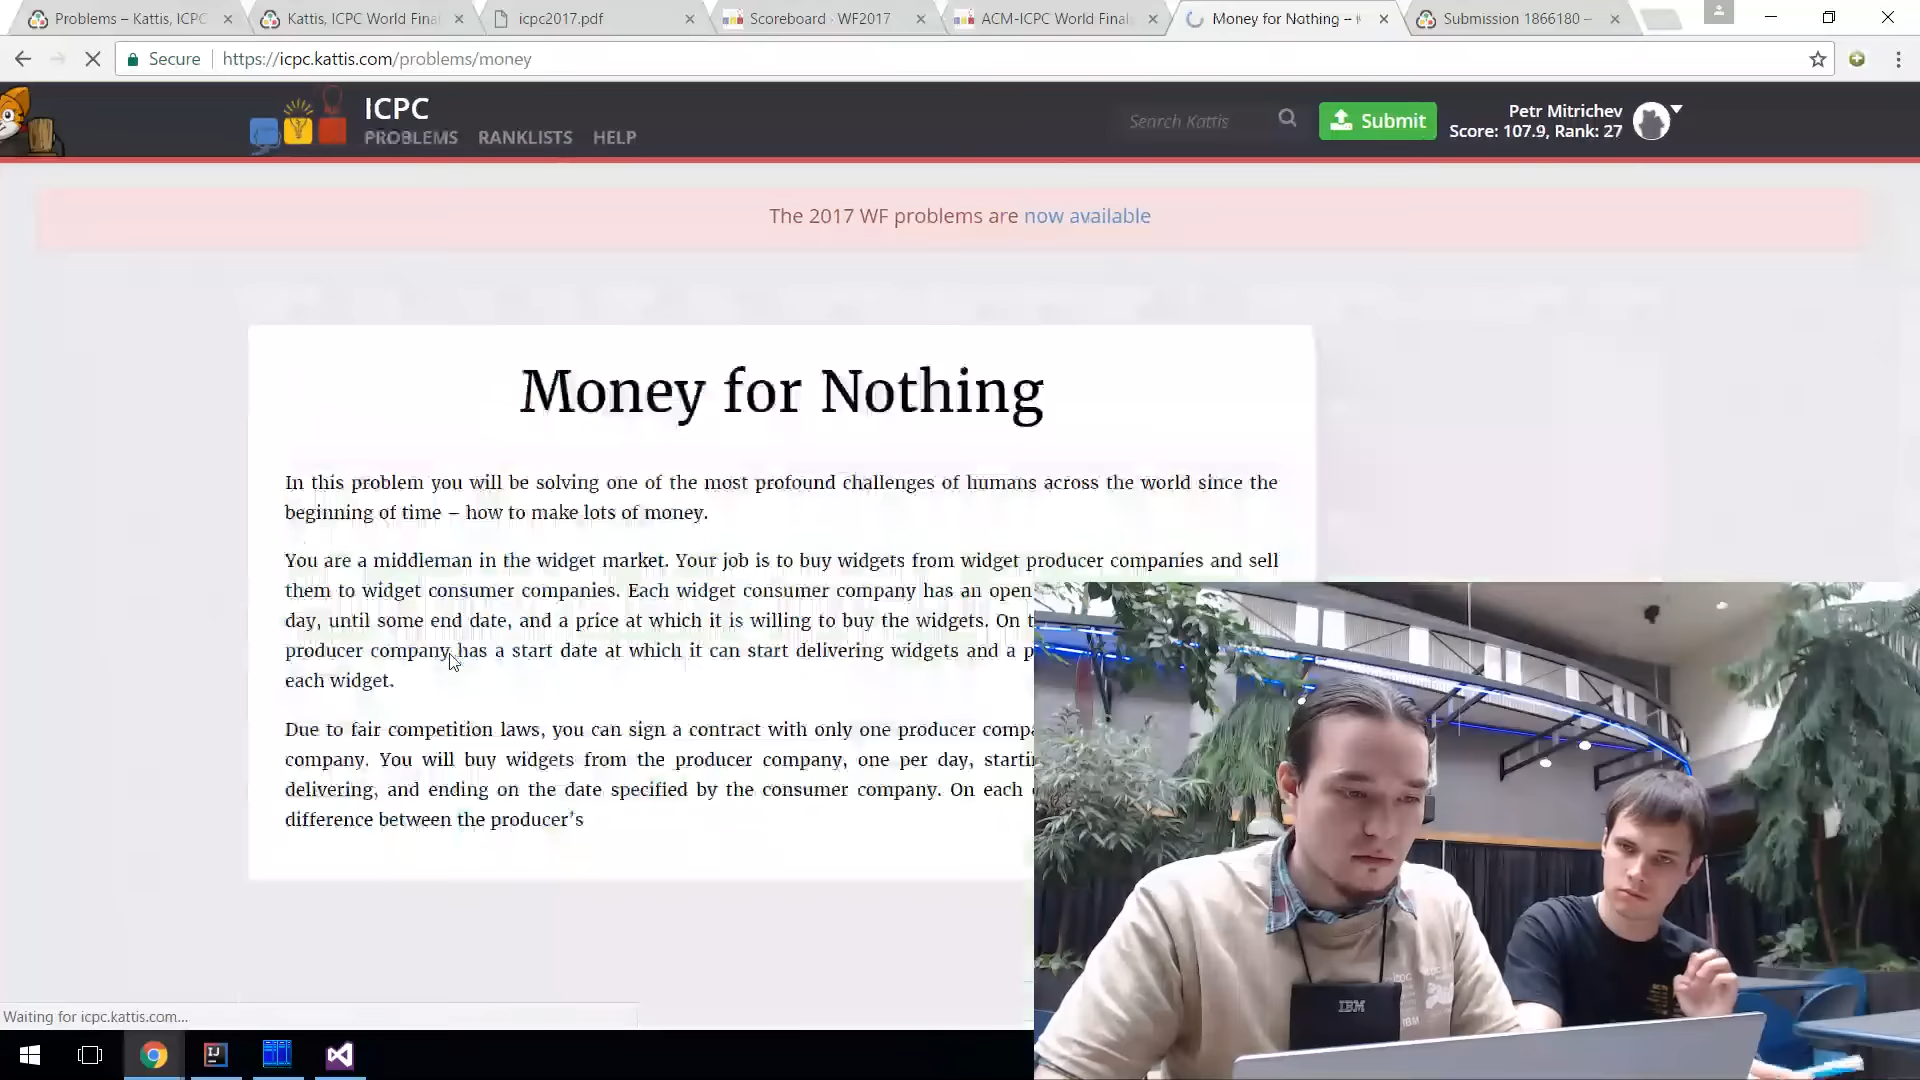 Problems – Kattis, ICPC
Kattis, ICPC World Final
icpc2017.pdf
Scoreboard · WF2017
ACM-ICPC World Final
Money for Nothing –
Submission 1866180 –
Secure
https://icpc.kattis.com/problems/money
ICPC
PROBLEMS RANKLISTS HELP
Search Kattis
Submit
Petr Mitrichev
Score: 107.9, Rank: 27
The 2017 WF problems are now available
Money for Nothing
In this problem you will be solving one of the most profound challenges of humans across the world since the
beginning of time – how to make lots of money.
You are a middleman in the widget market. Your job is to buy widgets from widget producer companies and sell
them to widget consumer companies. Each widget consumer company has an open
day, until some end date, and a price at which it is willing to buy the widgets. On
producer company has a start date at which it can start delivering widgets and a
each widget.
Due to fair competition laws, you can sign a contract with only one producer
company. You will buy widgets from the producer company, one per day,
delivering, and ending on the date specified by the consumer company. On each
difference between the producer’s
Waiting for icpc.kattis.com...
IJ
icpc
IBM
IBM